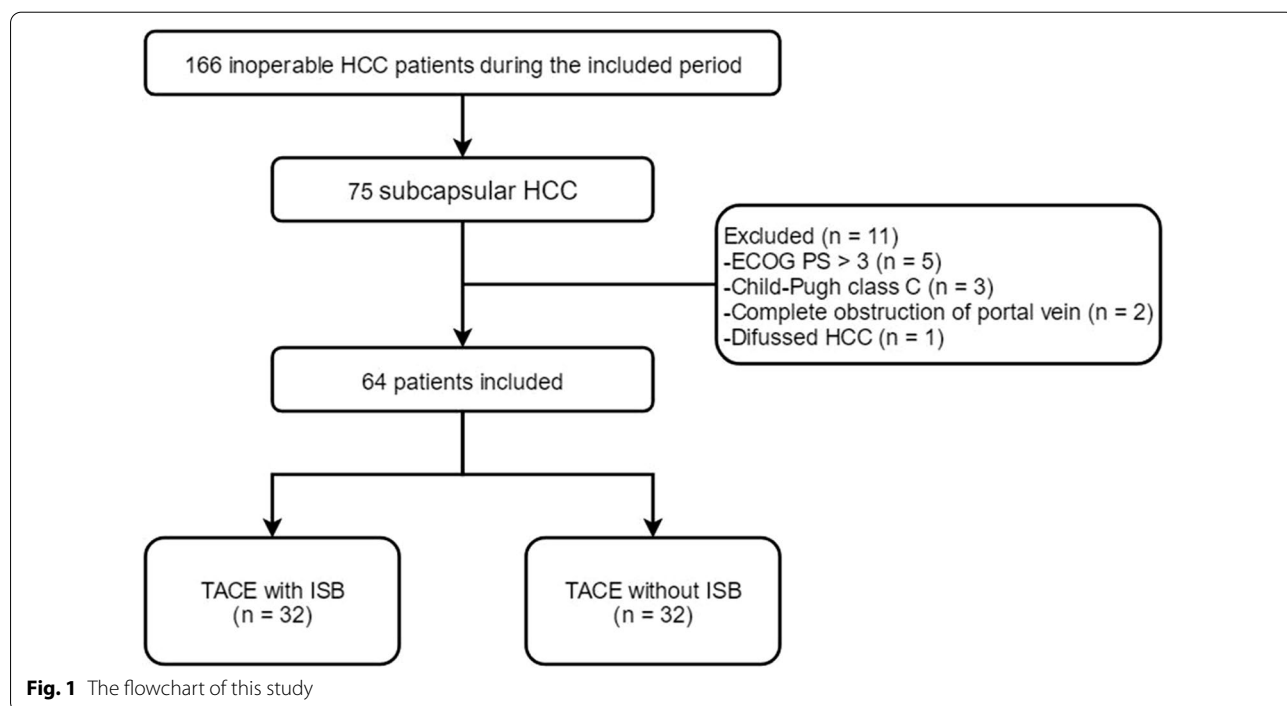 166 inoperable HCC patients during the included period
75 subcapsular HCC
Excluded (n = 11)
-ECOG PS > 3 (n = 5)
-Child-Pugh class C (n = 3)
-Complete obstruction of portal vein (n = 2)
-Difussed HCC (n = 1)
64 patients included
TACE with ISB
(n = 32)
TACE without ISB
(n = 32)
Fig. 1 The flowchart of this study